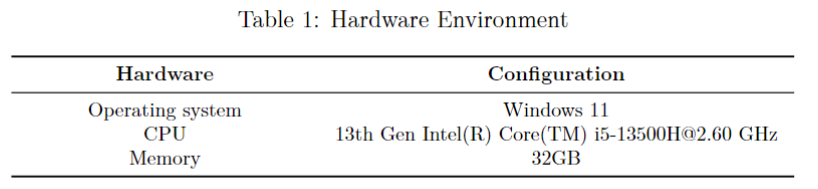 Table 1: Hardware Environment
Hardware Configuration
Operating system Windows 11
CPU 13th Gen Intel(R) Core(TM) i5-13500H@2.60 GHz
Memory 32GB